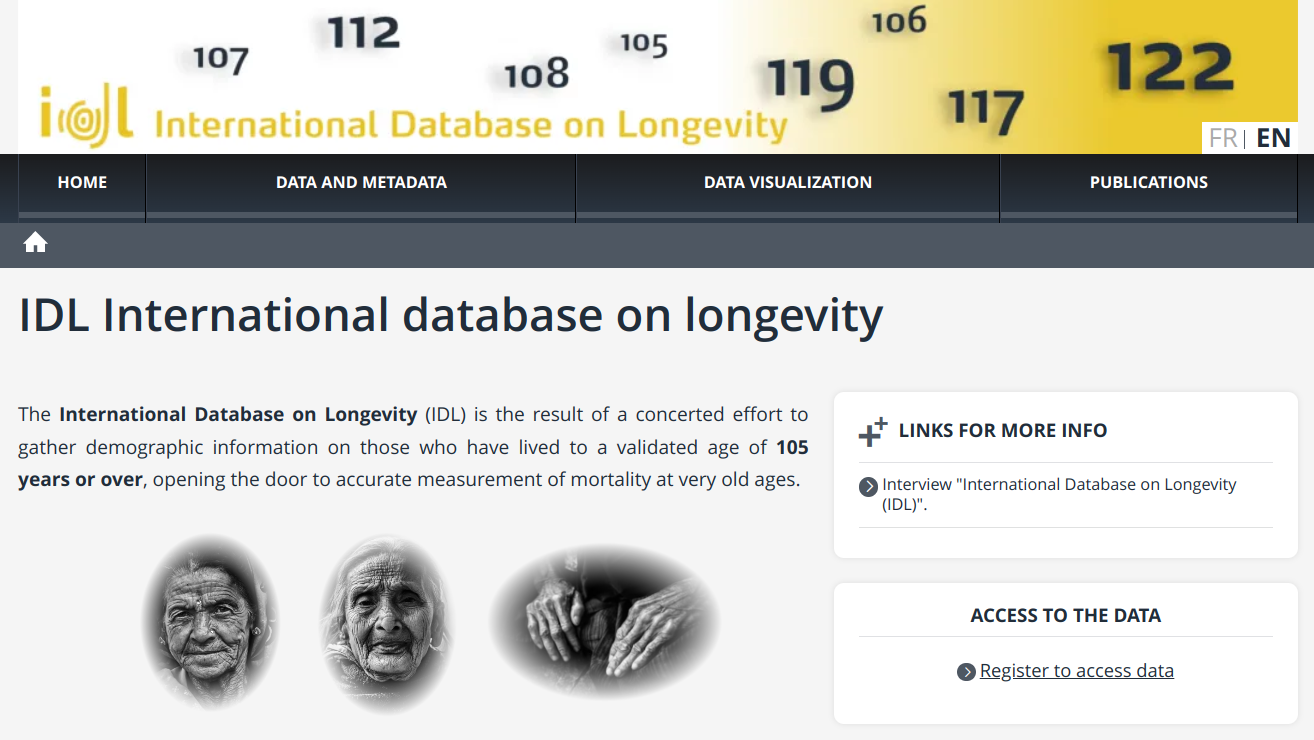 107
112
108
105
119
106
117
122
idl International Database on Longevity
FR| EN
HOME
DATA AND METADATA
DATA VISUALIZATION
PUBLICATIONS
IDL International database on longevity
The International Database on Longevity (IDL) is the result of a concerted effort to
gather demographic information on those who have lived to a validated age of 105
years or over, opening the door to accurate measurement of mortality at very old ages.
LINKS FOR MORE INFO
Interview "International Database on Longevity
(IDL)".
ACCESS TO THE DATA
Register to access data